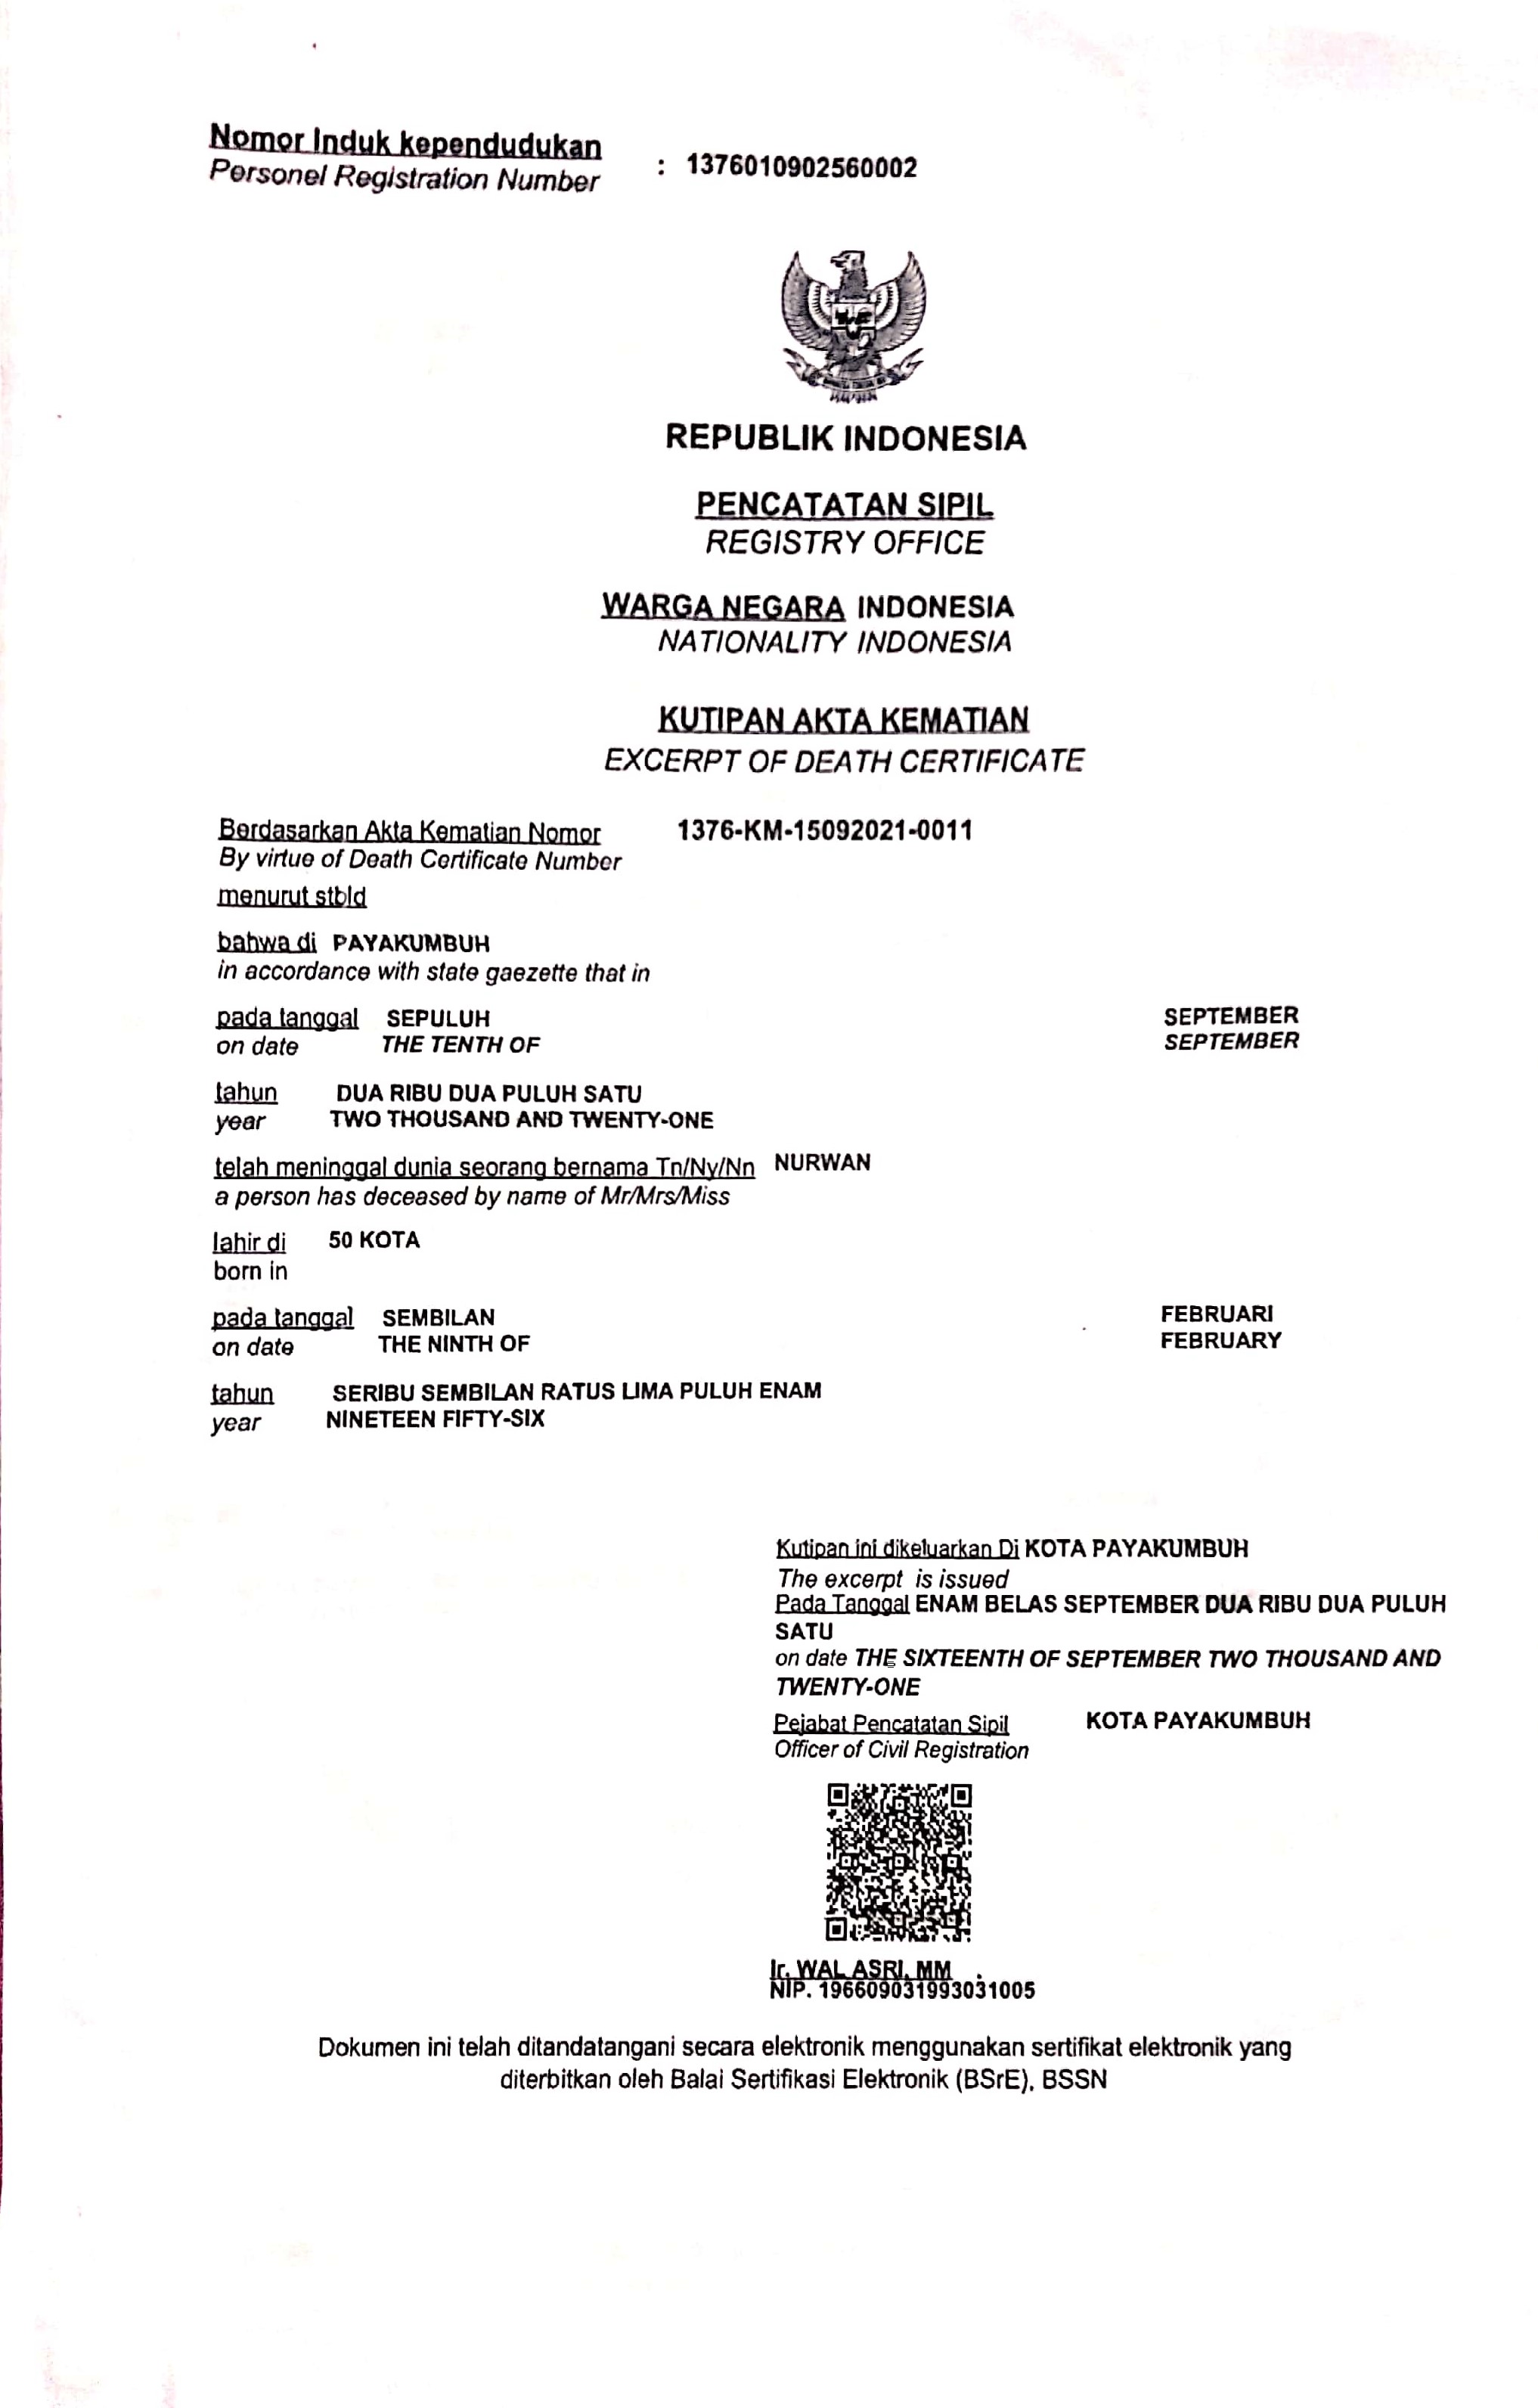 Nomor Induk kependudukan : 1376010902560002
Personel Registration Number
REPUBLIK INDONESIA
PENCATATAN SIPIL
REGISTRY OFFICE
WARGA NEGARA INDONESIA
NATIONALITY INDONESIA
KUTIPAN AKTA KEMATIAN
EXCERPT OF DEATH CERTIFICATE
Berdasarkan Akta Kematian Nomor 1376-KM-15092021-0011
By virtue of Death Certificate Number
menurut stbld
bahwa di PAYAKUMBUH
in accordance with state gaezette that in
pada tanggal SEPULUH SEPTEMBER
on date THE TENTH OF SEPTEMBER
tahun DUA RIBU DUA PULUH SATU
year TWO THOUSAND AND TWENTY-ONE
telah meninggal dunia seorang bernama Tn/Ny/Nn NURWAN
a person has deceased by name of Mr/Mrs/Miss
lahir di 50 KOTA
born in
pada tanggal SEMBILAN FEBRUARI
on date THE NINTH OF FEBRUARY
tahun SERIBU SEMBILAN RATUS LIMA PULUH ENAM
year NINETEEN FIFTY-SIX
Kutipan ini dikeluarkan Di KOTA PAYAKUMBUH
The excerpt is issued
Pada Tanggal ENAM BELAS SEPTEMBER DUA RIBU DUA PULUH
SATU
on date THE SIXTEENTH OF SEPTEMBER TWO THOUSAND AND
TWENTY-ONE
Pejabat Pencatatan Sipil KOTA PAYAKUMBUH
Officer of Civil Registration
Ir. WAL ASRI, MM
NIP. 196609031993031005
Dokumen ini telah ditandatangani secara elektronik menggunakan sertifikat elektronik yang
diterbitkan oleh Balai Sertifikasi Elektronik (BSrE), BSSN